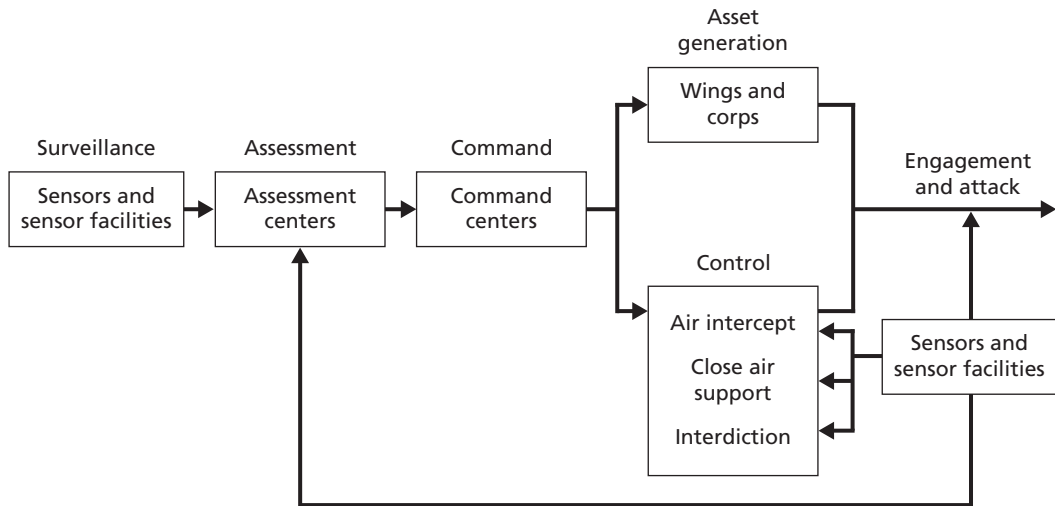 Asset
generation
Wings and
corps
Surveillance
Assessment
Command
Engagement
and attack
Sensors and
sensor facilities
Assessment
centers
Command
centers
Control
Air intercept
Close air
support
Interdiction
Sensors and
sensor facilities